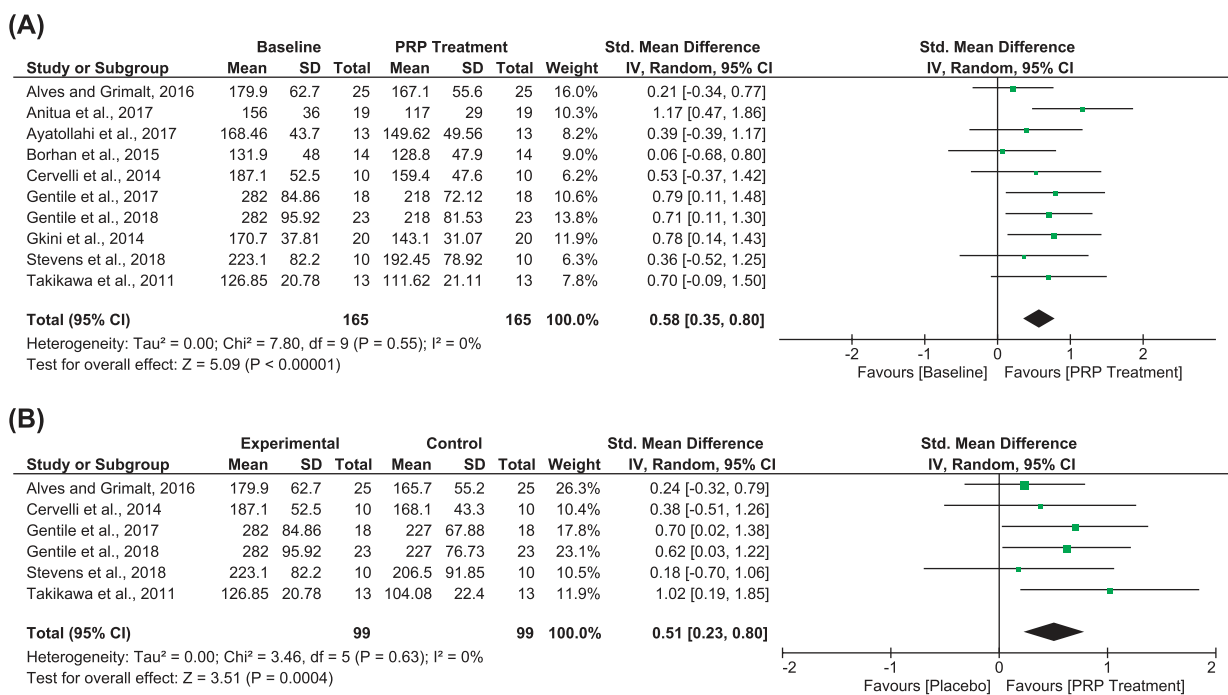 (A)
Baseline PRP Treatment Std. Mean Difference Std. Mean Difference
Study or Subgroup Mean SD Total Mean SD Total Weight IV, Random, 95% CI IV, Random, 95% CI
Alves and Grimalt, 2016 179.9 62.7 25 167.1 55.6 25 16.0% 0.21 [-0.34, 0.77]
Anitua et al., 2017 156 36 19 117 29 19 10.3% 1.17 [0.47, 1.86]
Ayatollahi et al., 2017 168.46 43.7 13 149.62 49.56 13 8.2% 0.39 [-0.39, 1.17]
Borhan et al., 2015 131.9 48 14 128.8 47.9 14 9.0% 0.06 [-0.68, 0.80]
Cervelli et al., 2014 187.1 52.5 10 159.4 47.6 10 6.2% 0.53 [-0.37, 1.42]
Gentile et al., 2017 282 84.86 18 218 72.12 18 10.6% 0.79 [0.11, 1.48]
Gentile et al., 2018 282 95.92 23 218 81.53 23 13.8% 0.71 [0.11, 1.30]
Gkini et al., 2014 170.7 37.81 20 143.1 31.07 20 11.9% 0.78 [0.14, 1.43]
Stevens et al., 2018 223.1 82.2 10 192.45 78.92 10 6.3% 0.36 [-0.52, 1.25]
Takikawa et al., 2011 126.85 20.78 13 111.62 21.11 13 7.8% 0.70 [-0.09, 1.50]
Total (95% CI) 165 165 100.0% 0.58 [0.35, 0.80]
Heterogeneity: Tau² = 0.00; Chi² = 7.80, df = 9 (P = 0.55); I² = 0%
Test for overall effect: Z = 5.09 (P < 0.00001)
-2 -1 0 1 2
Favours [Baseline] Favours [PRP Treatment]
(B)
Experimental Control Std. Mean Difference Std. Mean Difference
Study or Subgroup Mean SD Total Mean SD Total Weight IV, Random, 95% CI IV, Random, 95% CI
Alves and Grimalt, 2016 179.9 62.7 25 165.7 55.2 25 26.3% 0.24 [-0.32, 0.79]
Cervelli et al., 2014 187.1 52.5 10 168.1 43.3 10 10.4% 0.38 [-0.51, 1.26]
Gentile et al., 2017 282 84.86 18 227 67.88 18 17.8% 0.70 [0.02, 1.38]
Gentile et al., 2018 282 95.92 23 227 76.73 23 23.1% 0.62 [0.03, 1.22]
Stevens et al., 2018 223.1 82.2 10 206.5 91.85 10 10.5% 0.18 [-0.70, 1.06]
Takikawa et al., 2011 126.85 20.78 13 104.08 22.4 13 11.9% 1.02 [0.19, 1.85]
Total (95% CI) 99 99 100.0% 0.51 [0.23, 0.80]
Heterogeneity: Tau² = 0.00; Chi² = 3.46, df = 5 (P = 0.63); I² = 0%
Test for overall effect: Z = 3.51 (P = 0.0004)
-2 -1 0 1 2
Favours [Placebo] Favours [PRP Treatment]